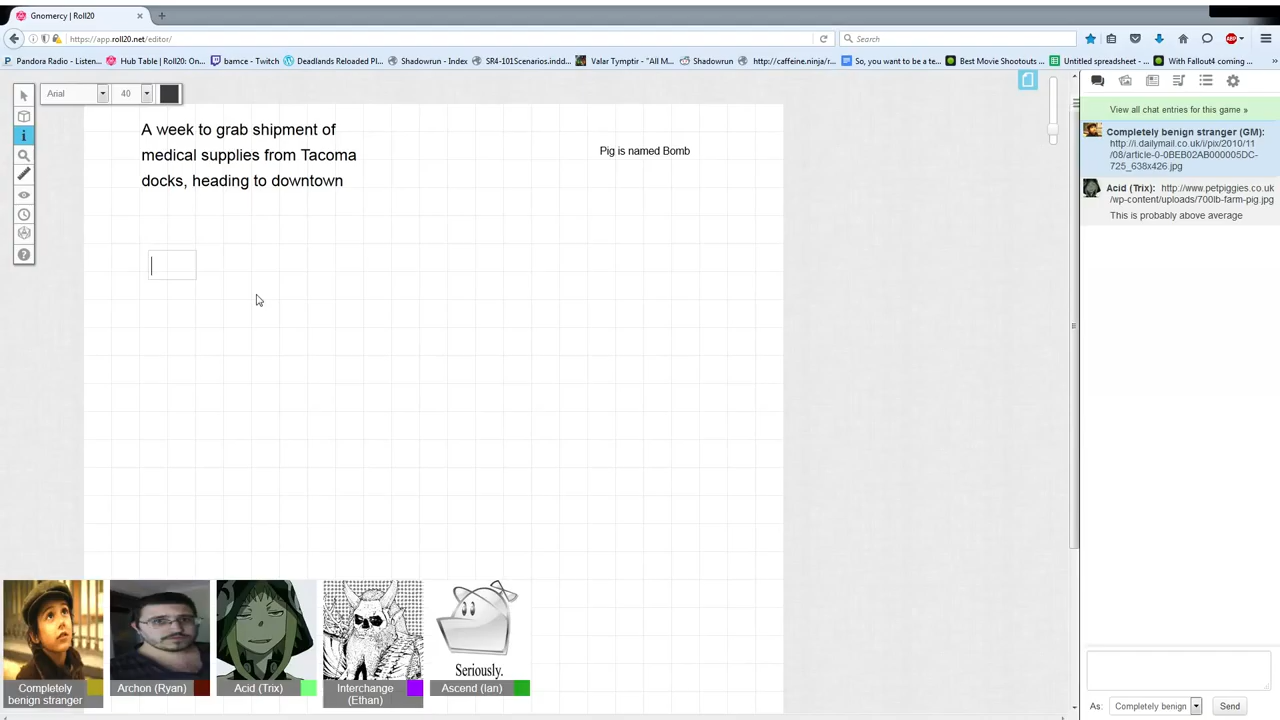 Gnomercy | Roll20
https://app.roll20.net/editor/
Search
Pandora Radio - Listen...
Hub Table | Roll20: On...
bamce - Twitch
Deadlands Reloaded Pl...
Shadowrun - Index
SR4-101Scenarios.indd...
Valar Tymptir - "All M...
Shadowrun
http://caffeine.ninja/r...
So, you want to be a te...
Best Movie Shootouts ...
Untitled spreadsheet - ...
With Fallout4 coming ...
Arial
40
A week to grab shipment of
medical supplies from Tacoma
docks, heading to downtown
Pig is named Bomb
View all chat entries for this game »
Completely benign stranger (GM):
http://i.dailymail.co.uk/i/pix/2010/11
/08/article-0-0BEB02AB000005DC-
725_638x426.jpg
Acid (Trix): http://www.petpiggies.co.uk
/wp-content/uploads/700lb-farm-pig.jpg
This is probably above average
Seriously.
Completely
benign stranger
Archon (Ryan)
Acid (Trix)
Interchange
(Ethan)
Ascend (Ian)
As:
Completely benign
Send